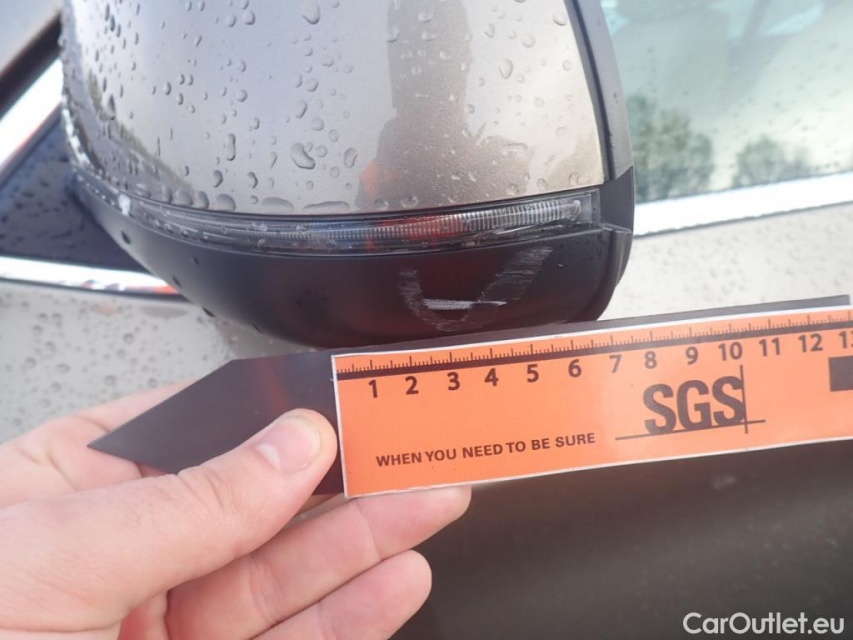 1 2 3 4 5 6 7 8 9 10 11 12 13
SGS
WHEN YOU NEED TO BE SURE
CarOutlet.eu